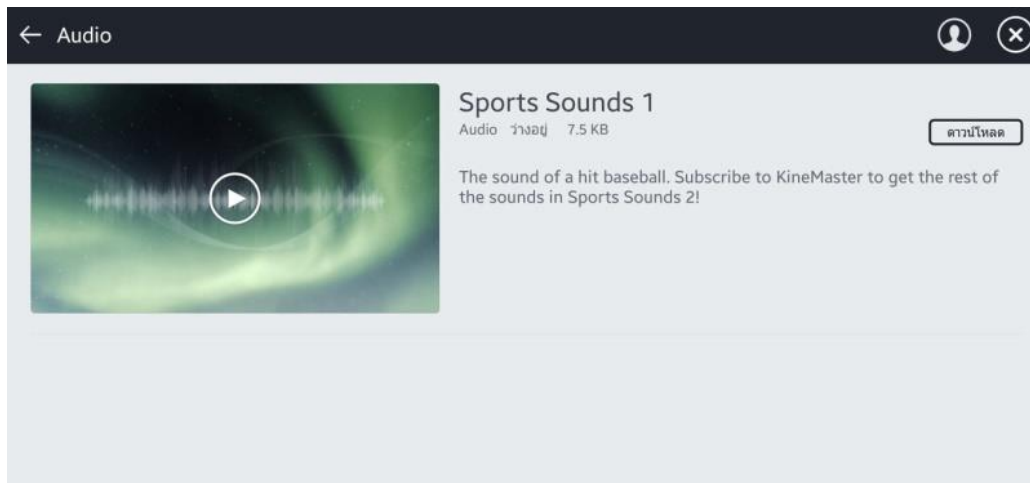 Audio
Sports Sounds 1
Audio ว่างอยู่ 7.5 KB
ดาวน์โหลด
The sound of a hit baseball. Subscribe to KineMaster to get the rest of
the sounds in Sports Sounds 2!